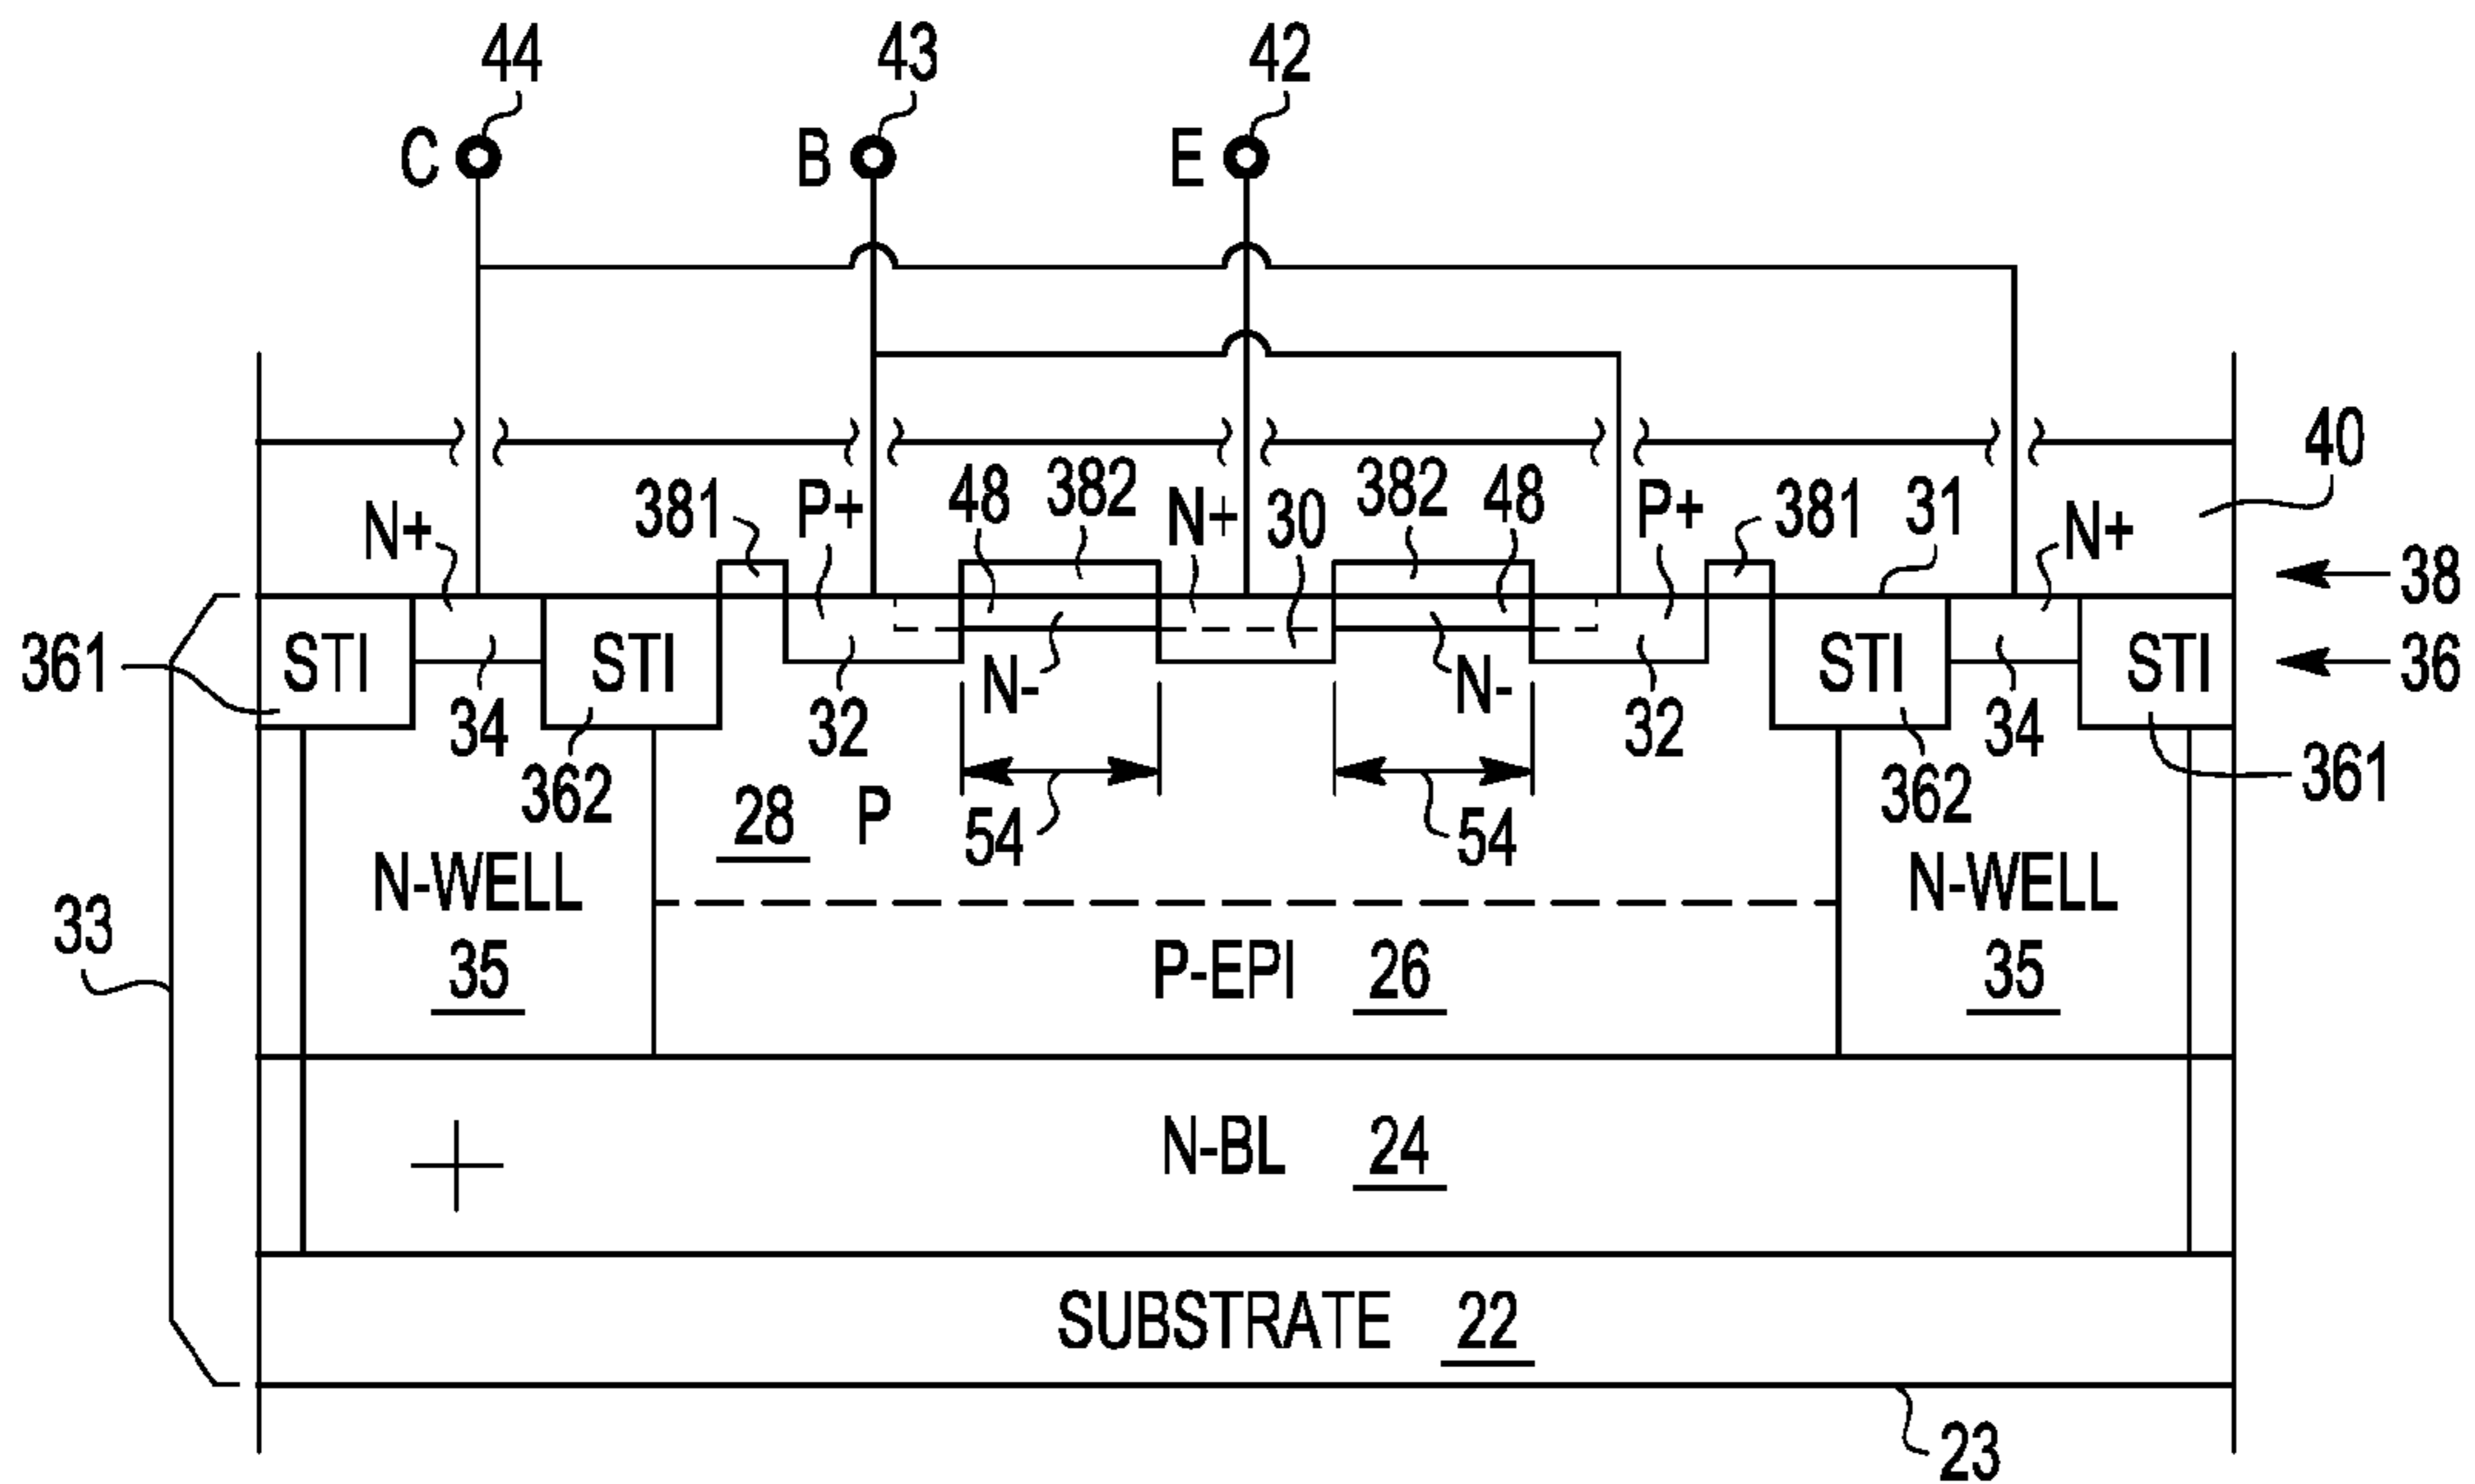 44 43 42
C B E
40
N+ 381 P+ 48 382 N+ 30 382 48 P+ 381 31 N+
38
361 STI STI N- N- STI STI 36
34 32 32 34
362 28 P 54 54 362 361
N-WELL N-WELL
33
35 P-EPI 26 35
N-BL 24
SUBSTRATE 22
23